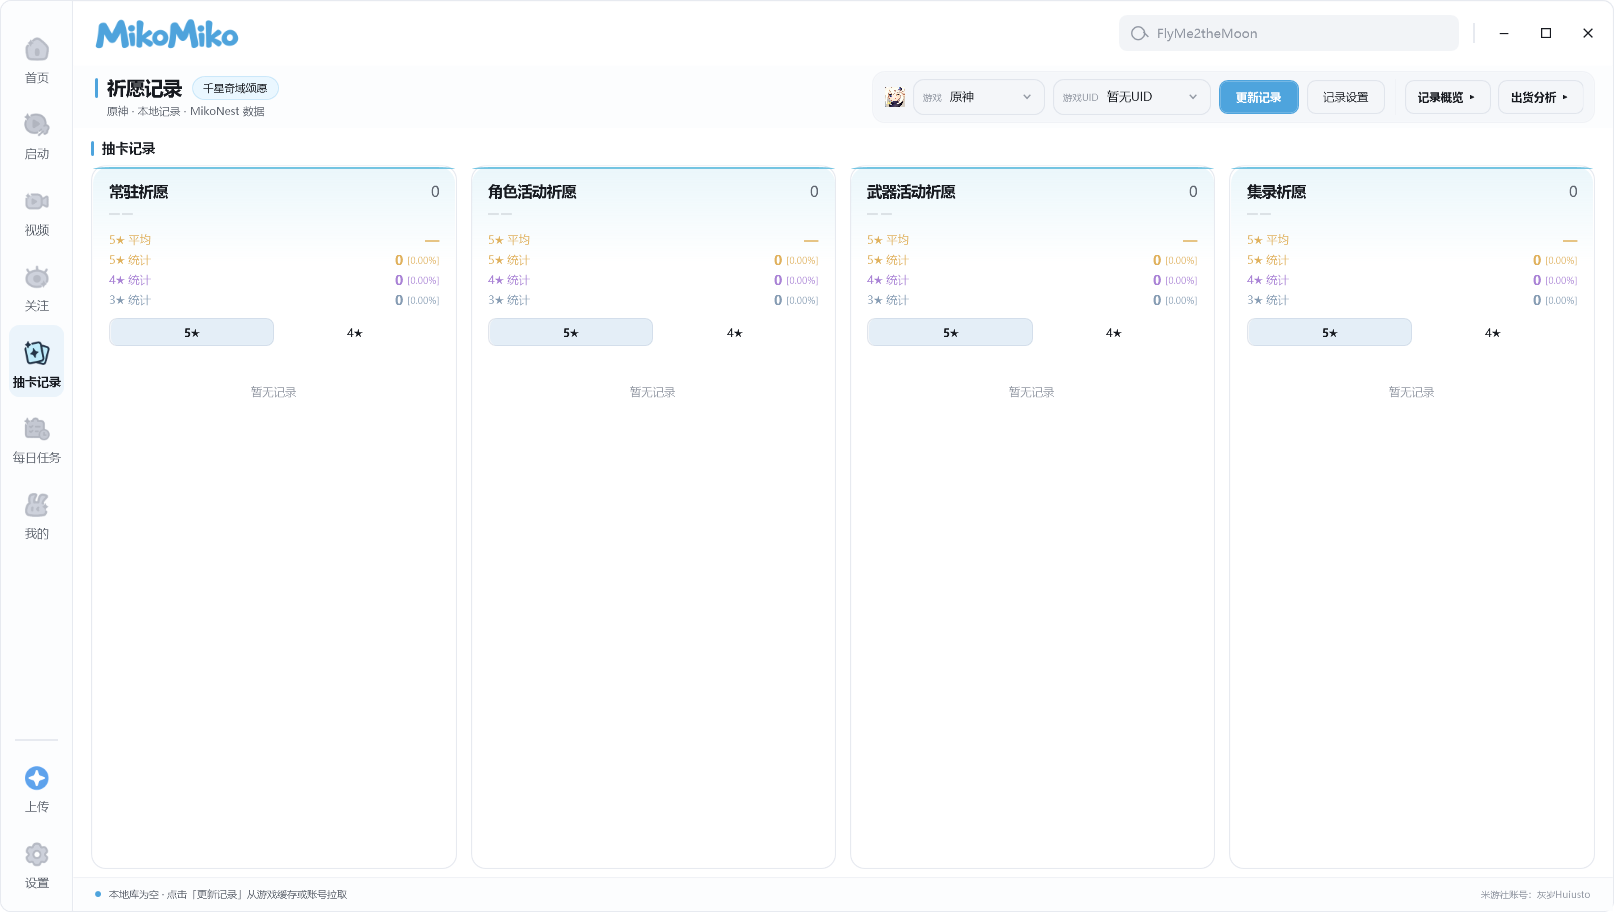 MikoMiko
FlyMe2theMoon
首页
启动
视频
关注
抽卡记录
每日任务
我的
上传
设置
祈愿记录 千星奇域颂愿
原神 · 本地记录 · MikoNest 数据
游戏 原神
游戏UID 暂无UID
更新记录
记录设置
记录概览 ▸
出货分析 ▸
抽卡记录
常驻祈愿 0
— —
5★ 平均 —
5★ 统计 0 [0.00%]
4★ 统计 0 [0.00%]
3★ 统计 0 [0.00%]
5★ 4★
暂无记录
角色活动祈愿 0
— —
5★ 平均 —
5★ 统计 0 [0.00%]
4★ 统计 0 [0.00%]
3★ 统计 0 [0.00%]
5★ 4★
暂无记录
武器活动祈愿 0
— —
5★ 平均 —
5★ 统计 0 [0.00%]
4★ 统计 0 [0.00%]
3★ 统计 0 [0.00%]
5★ 4★
暂无记录
集录祈愿 0
— —
5★ 平均 —
5★ 统计 0 [0.00%]
4★ 统计 0 [0.00%]
3★ 统计 0 [0.00%]
5★ 4★
暂无记录
本地库为空 · 点击「更新记录」从游戏缓存或账号拉取
米游社账号：灰岁Huiusto